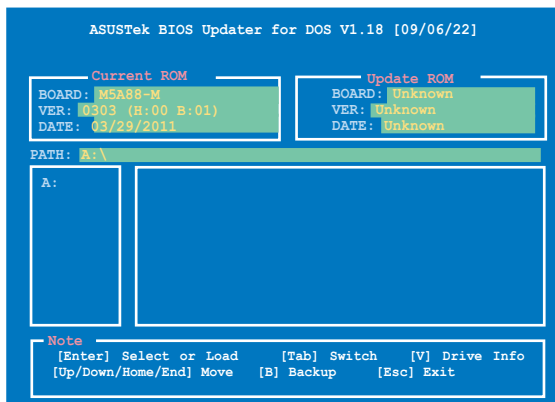 ASUSTek BIOS Updater for DOS V1.18 [09/06/22]
Current ROM
BOARD: M5A88-M
VER: 0303 (H:00 B:01)
DATE: 03/29/2011
Update ROM
BOARD: Unknown
VER: Unknown
DATE: Unknown
PATH: A:\
A:
Note
[Enter] Select or Load [Tab] Switch [V] Drive Info
[Up/Down/Home/End] Move [B] Backup [Esc] Exit